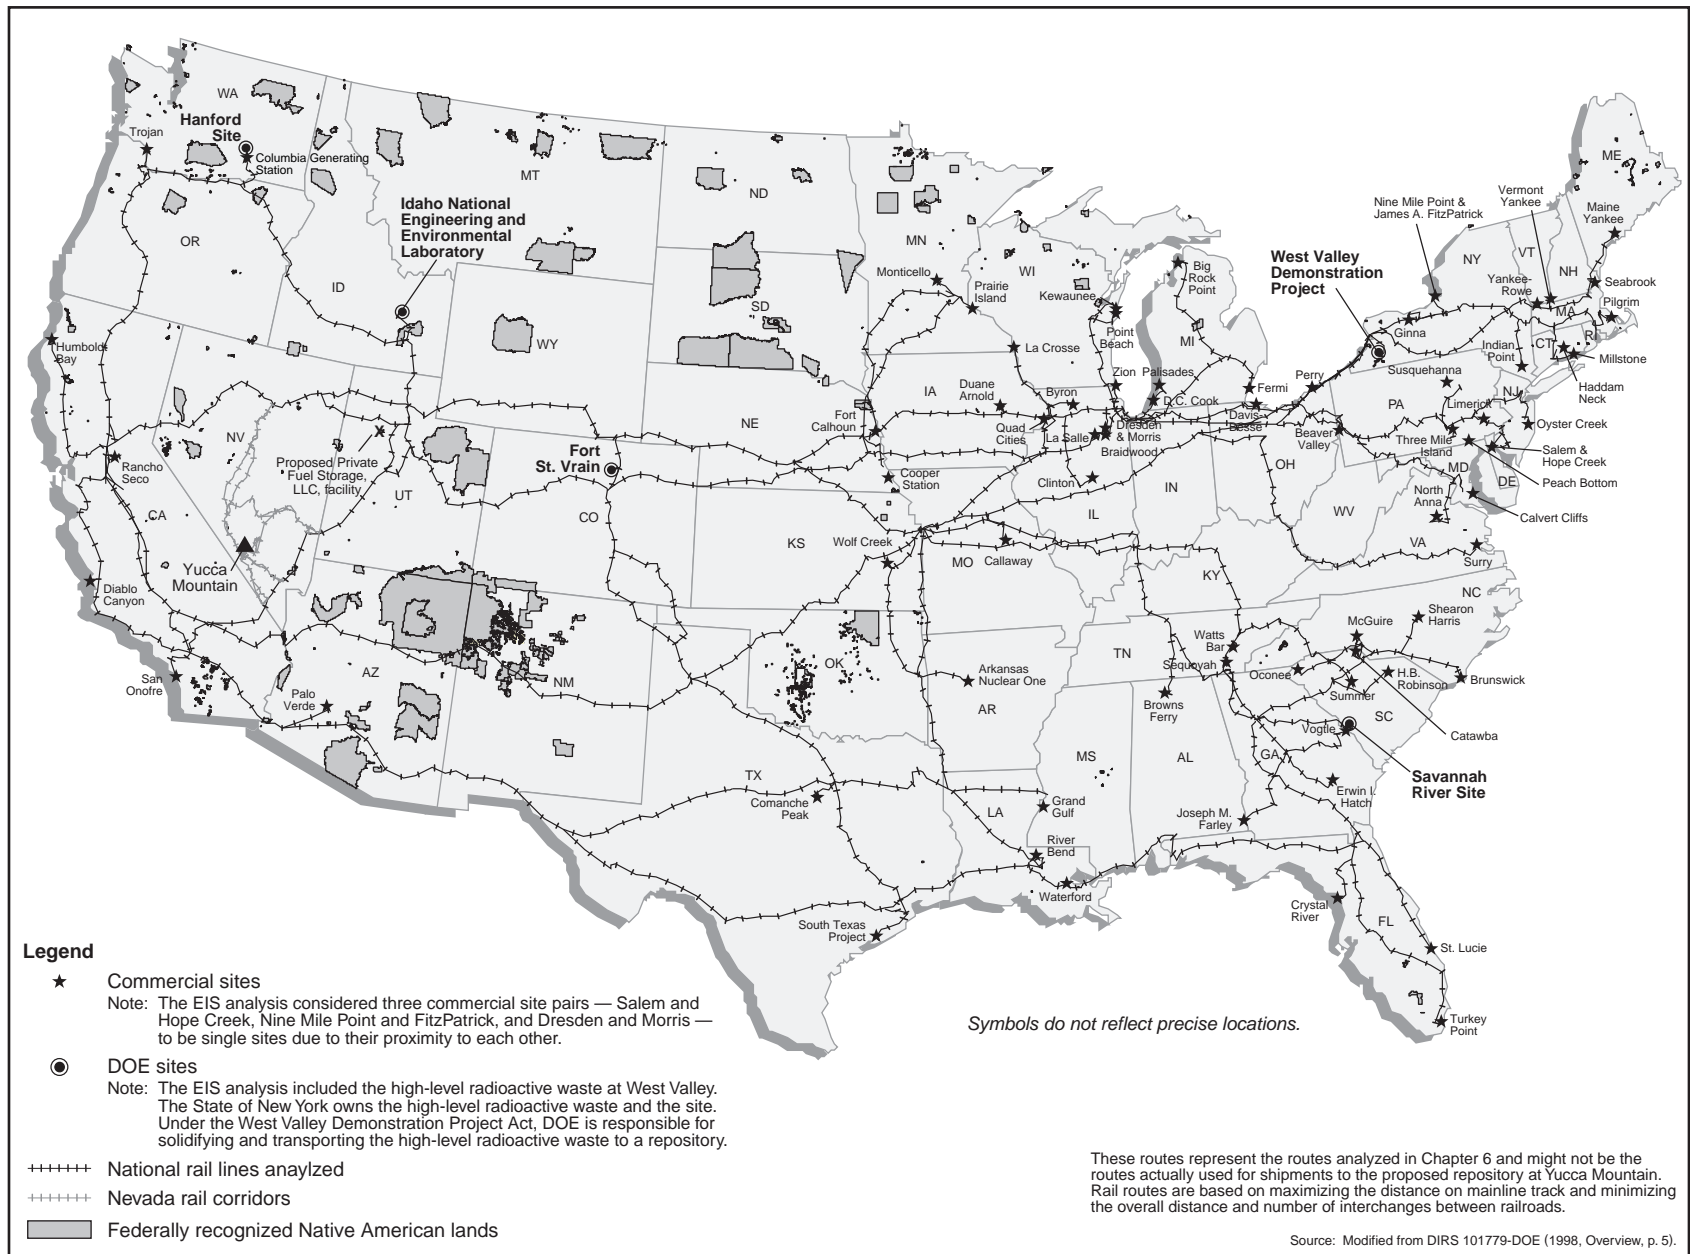 WA
Hanford
Site
Trojan
Columbia Generating
Station
MT
ND
Idaho National
Engineering and
Environmental
Laboratory
OR
ID
MN
Monticello
Prairie
Island
WI
Kewaunee
Point
Beach
Big
Rock
Point
MI
West Valley
Demonstration
Project
Nine Mile Point &
James A. FitzPatrick
Vermont
Yankee
ME
Maine
Yankee
NY
VT
NH
Yankee-
Rowe
Seabrook
Pilgrim
MA
RI
CT
Ginna
Indian
Point
Millstone
Haddam
Neck
Susquehanna
SD
WY
Humbolt
Bay
La Crosse
IA
Duane
Arnold
Byron
Zion
Palisades
D.C. Cook
Fermi
Davis-
Besse
Perry
PA
NJ
Limerick
Oyster Creek
NE
Fort
Calhoun
Quad
Cities
La Salle
Dresden
& Morris
Braidwood
Beaver
Valley
Three Mile
Island
Salem &
Hope Creek
Peach Bottom
MD
DE
NV
Proposed Private
Fuel Storage,
LLC, facility
Fort
St. Vrain
Cooper
Station
Clinton
IN
OH
Rancho
Seco
UT
CO
CA
KS
Wolf Creek
MO
Callaway
IL
WV
North
Anna
Calvert Cliffs
VA
Surry
KY
Yucca
Mountain
Diablo
Canyon
NC
Shearon
Harris
McGuire
Watts
Bar
Sequoyah
TN
Oconee
Summer
H.B.
Robinson
Brunswick
San
Onofre
AZ
NM
OK
Arkansas
Nuclear One
AR
Palo
Verde
Browns
Ferry
SC
Catawba
Vogtle
Savannah
River Site
MS
AL
GA
Erwin I.
Hatch
TX
Comanche
Peak
LA
Grand
Gulf
Joseph M.
Farley
River
Bend
Waterford
South Texas
Project
Crystal
River
FL
St. Lucie
Turkey
Point
Legend
Commercial sites
Note: The EIS analysis considered three commercial site pairs — Salem and
Hope Creek, Nine Mile Point and FitzPatrick, and Dresden and Morris —
to be single sites due to their proximity to each other.
DOE sites
Note: The EIS analysis included the high-level radioactive waste at West Valley.
The State of New York owns the high-level radioactive waste and the site.
Under the West Valley Demonstration Project Act, DOE is responsible for
solidifying and transporting the high-level radioactive waste to a repository.
National rail lines anaylzed
Nevada rail corridors
Federally recognized Native American lands
Symbols do not reflect precise locations.
These routes represent the routes analyzed in Chapter 6 and might not be the
routes actually used for shipments to the proposed repository at Yucca Mountain.
Rail routes are based on maximizing the distance on mainline track and minimizing
the overall distance and number of interchanges between railroads.
Source: Modified from DIRS 101779-DOE (1998, Overview, p. 5).